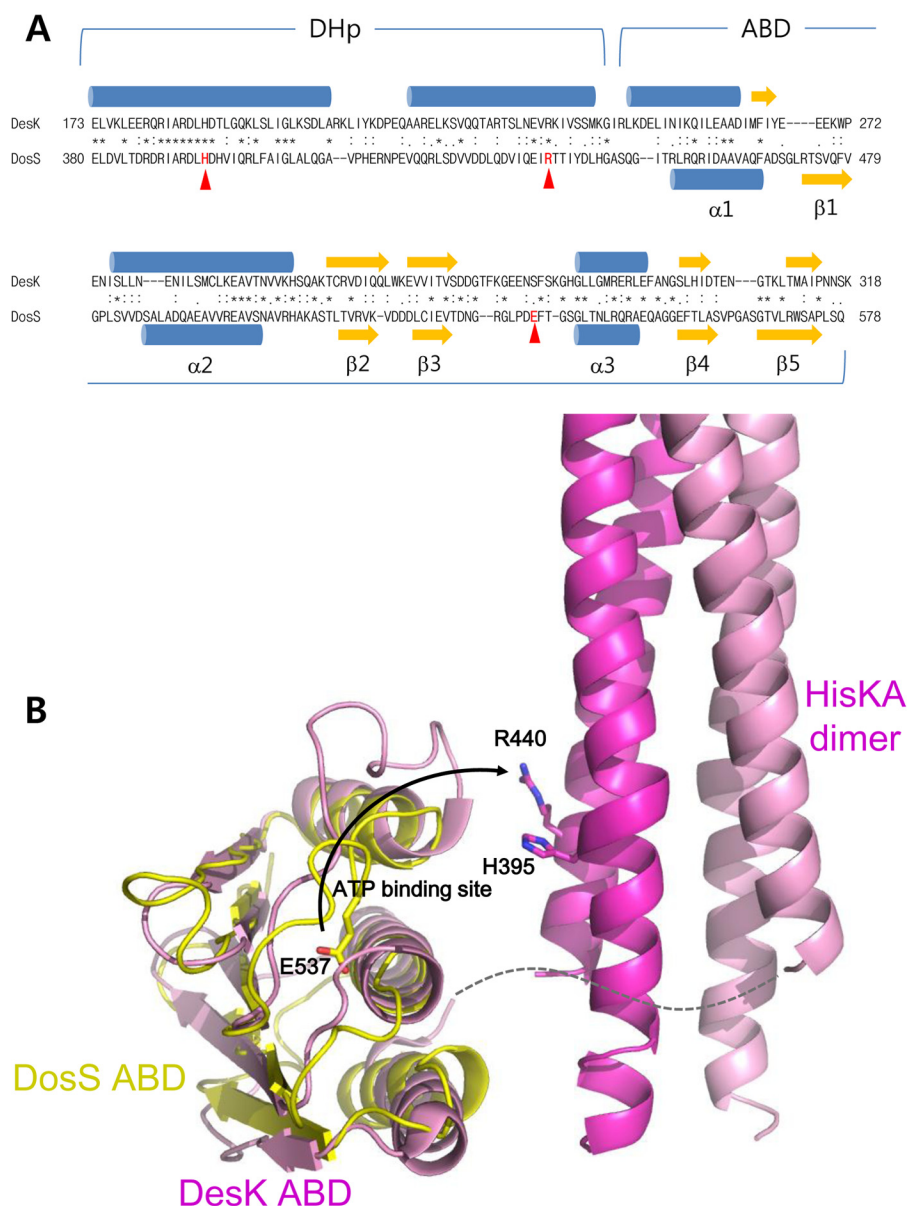 A
DHp
ABD
DesK 173 ELVKLEERQRIARDLHDTLGQKLSLIGLKSDLARKLIYKDPEQAARELKSVQQTARTSLNEVRKIVSSMKGIRLKDELINIKQILEAADIMFIYE----EEKWP 272
DosS 380 ELDVLTDRDRIARDLHDHVIQRLFAIGLALQGA--VPHERNPEVQQRLSDVVDDLQDVIQEIRTTIYDLHGASQG--ITRLRQRIDAAVAQFADSGLRTSVQFV 479
α1
β1
DesK ENISLLN---ENILSMCLKEAVTNVVKHSQAKTCRVDIQQLWKEVVITVSDDGTFKGEENSFSKGHGLLGMRERLEFANGSLHIDTEN---GTKLTMAIPNNSK 318
DosS GPLSVVDSALADQAEAVVREAVSNAVRHAKASTLTVRVK-VDDDLCIEVTDNG--RGLPDEFT-GSGLTNLRQRAEQAGGEFTLASVPGASGTVLRWSAPLSQ 578
α2
β2
β3
α3
β4
β5
B
HisKA
dimer
R440
H395
ATP binding site
E537
DosS ABD
DesK ABD